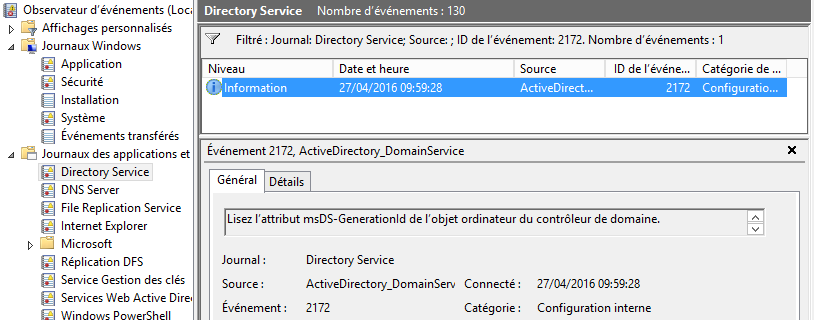 Observateur d'événements (Loca
Affichages personnalisés
Journaux Windows
Application
Sécurité
Installation
Système
Événements transférés
Journaux des applications et
Directory Service
DNS Server
File Replication Service
Internet Explorer
Microsoft
Réplication DFS
Service Gestion des clés
Services Web Active Direc
Windows PowerShell
Directory Service Nombre d'événements : 130
Filtré : Journal: Directory Service; Source: ; ID de l'événement: 2172. Nombre d'événements : 1
Niveau Date et heure Source ID de l'événe... Catégorie de ...
Information 27/04/2016 09:59:28 ActiveDirect... 2172 Configuratio...
Événement 2172, ActiveDirectory_DomainService
Général Détails
Lisez l'attribut msDS-GenerationId de l'objet ordinateur du contrôleur de domaine.
Journal : Directory Service
Source : ActiveDirectory_DomainServ Connecté : 27/04/2016 09:59:28
Événement : 2172 Catégorie : Configuration interne